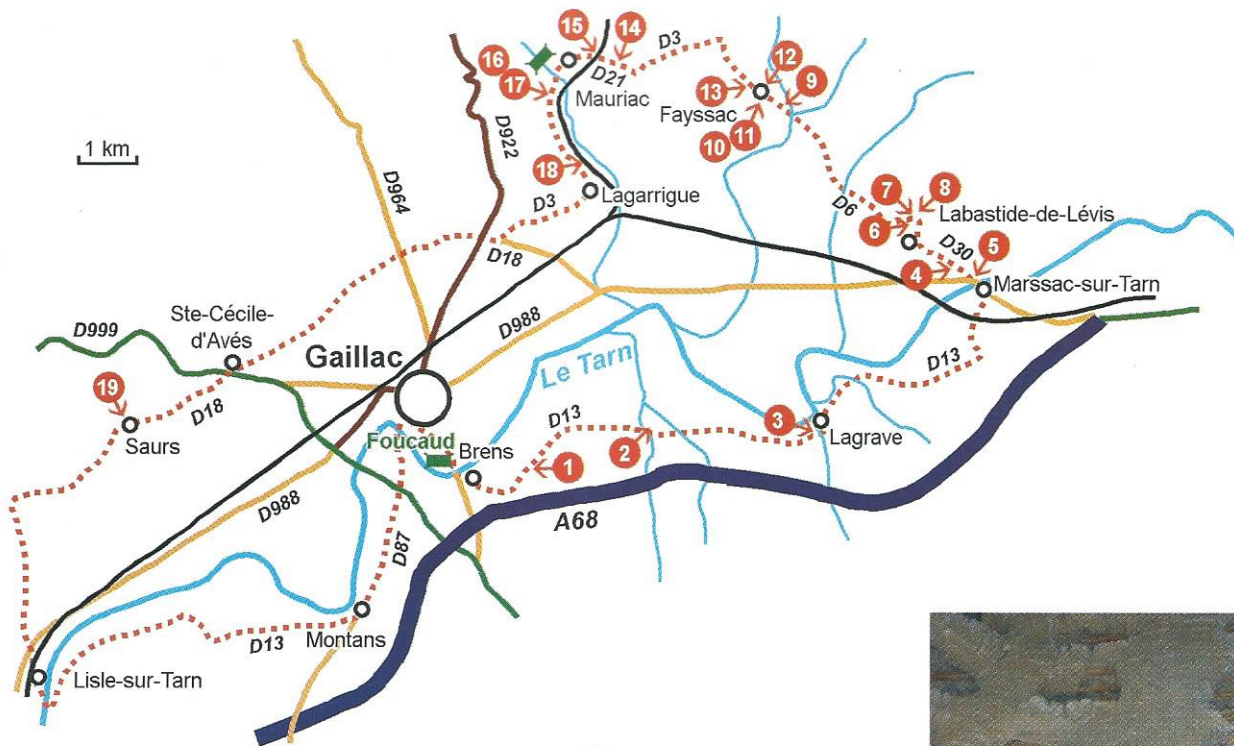 15
14
D3
16
12
D21
17
13
9
Mauriac
Fayssac
1 km
D922
10
11
18
D964
Lagarrigue
7
8
D3
D6
Labastide-de-Lévis
6
D30
5
D18
4
Marssac-sur-Tarn
Ste-Cécile-
d'Avés
D999
D988
Gaillac
Le Tarn
D13
19
D18
3
Saurs
Foucaud
D13
Lagrave
Brens
2
1
D988
A68
D87
Montans
D13
Lisle-sur-Tarn